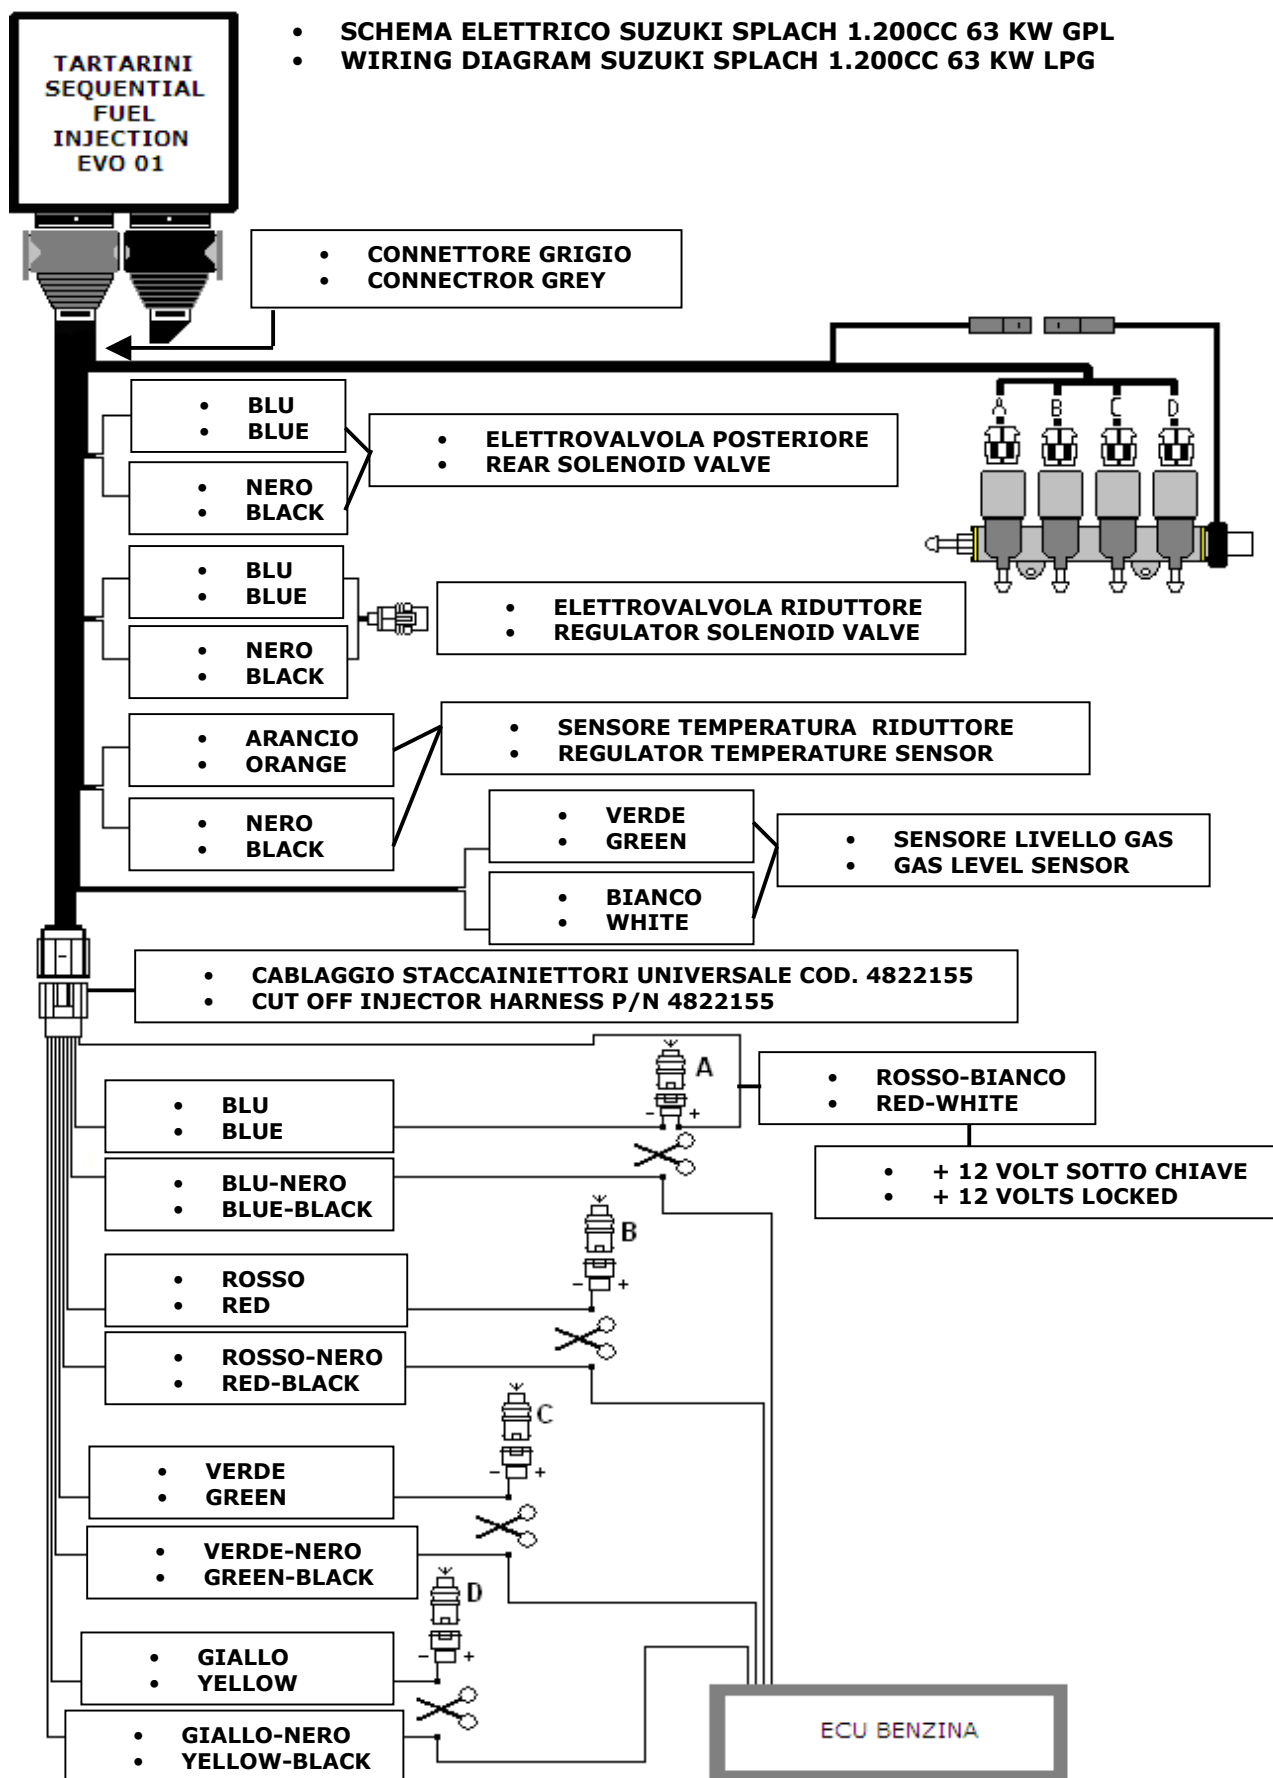 • SCHEMA ELETTRICO SUZUKI SPLACH 1.200CC 63 KW GPL
• WIRING DIAGRAM SUZUKI SPLACH 1.200CC 63 KW LPG
TARTARINI
SEQUENTIAL
FUEL
INJECTION
EVO 01
• CONNETTORE GRIGIO
• CONNECTROR GREY
A B C D
• BLU
• BLUE
• NERO
• BLACK
• ELETTROVALVOLA POSTERIORE
• REAR SOLENOID VALVE
• BLU
• BLUE
• NERO
• BLACK
• ELETTROVALVOLA RIDUTTORE
• REGULATOR SOLENOID VALVE
• ARANCIO
• ORANGE
• NERO
• BLACK
• SENSORE TEMPERATURA RIDUTTORE
• REGULATOR TEMPERATURE SENSOR
• VERDE
• GREEN
• BIANCO
• WHITE
• SENSORE LIVELLO GAS
• GAS LEVEL SENSOR
• CABLAGGIO STACCAINIETTORI UNIVERSALE COD. 4822155
• CUT OFF INJECTOR HARNESS P/N 4822155
A
- +
• ROSSO-BIANCO
• RED-WHITE
• + 12 VOLT SOTTO CHIAVE
• + 12 VOLTS LOCKED
• BLU
• BLUE
• BLU-NERO
• BLUE-BLACK
B
- +
• ROSSO
• RED
• ROSSO-NERO
• RED-BLACK
C
- +
• VERDE
• GREEN
• VERDE-NERO
• GREEN-BLACK
D
- +
• GIALLO
• YELLOW
• GIALLO-NERO
• YELLOW-BLACK
ECU BENZINA